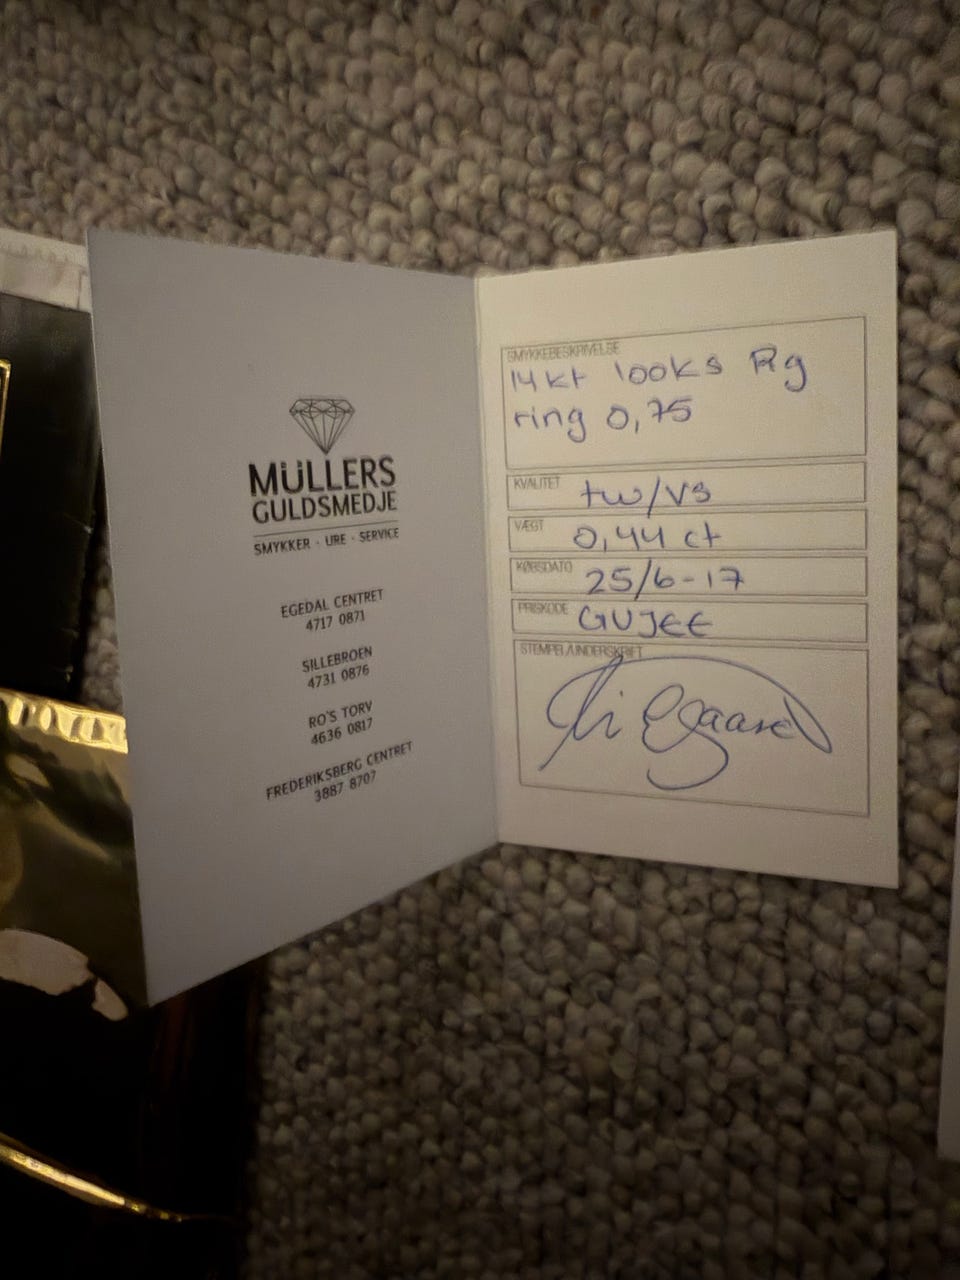 MÜLLERS
GULDSMEDJE
SMYKKER · URE · SERVICE
EGEDAL CENTRET
4717 0871
SILLEBROEN
4731 0876
RO'S TORV
4636 0817
FREDERIKSBERG CENTRET
3887 8707
SMYKKEBESKRIVELSE
14kt looks Rg
ring 0,75
KVALITET tw/vs
VÆGT 0,44 ct
KØBSDATO 25/6-17
PRISKODE GUJEE
STEMPEL/UNDERSKRIFT